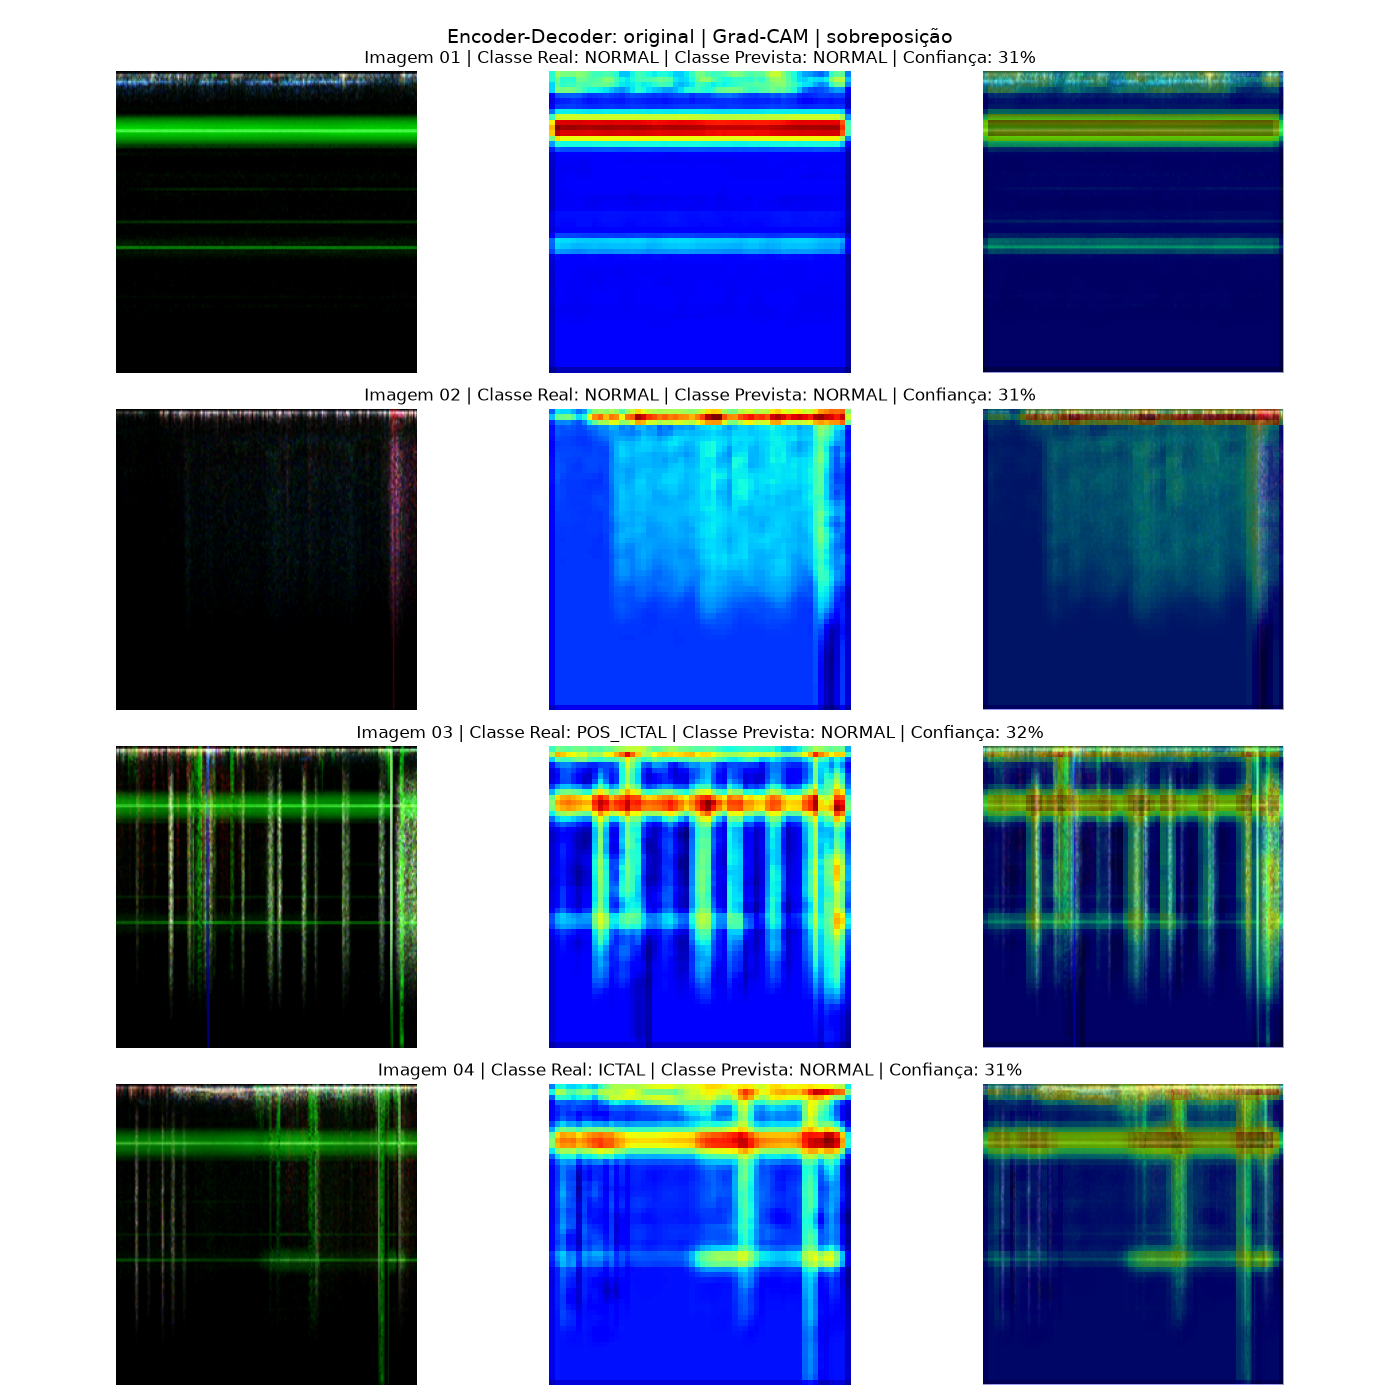 Encoder-Decoder: original | Grad-CAM | sobreposição
Imagem 01 | Classe Real: NORMAL | Classe Prevista: NORMAL | Confiança: 31%
Imagem 02 | Classe Real: NORMAL | Classe Prevista: NORMAL | Confiança: 31%
Imagem 03 | Classe Real: POS_ICTAL | Classe Prevista: NORMAL | Confiança: 32%
Imagem 04 | Classe Real: ICTAL | Classe Prevista: NORMAL | Confiança: 31%